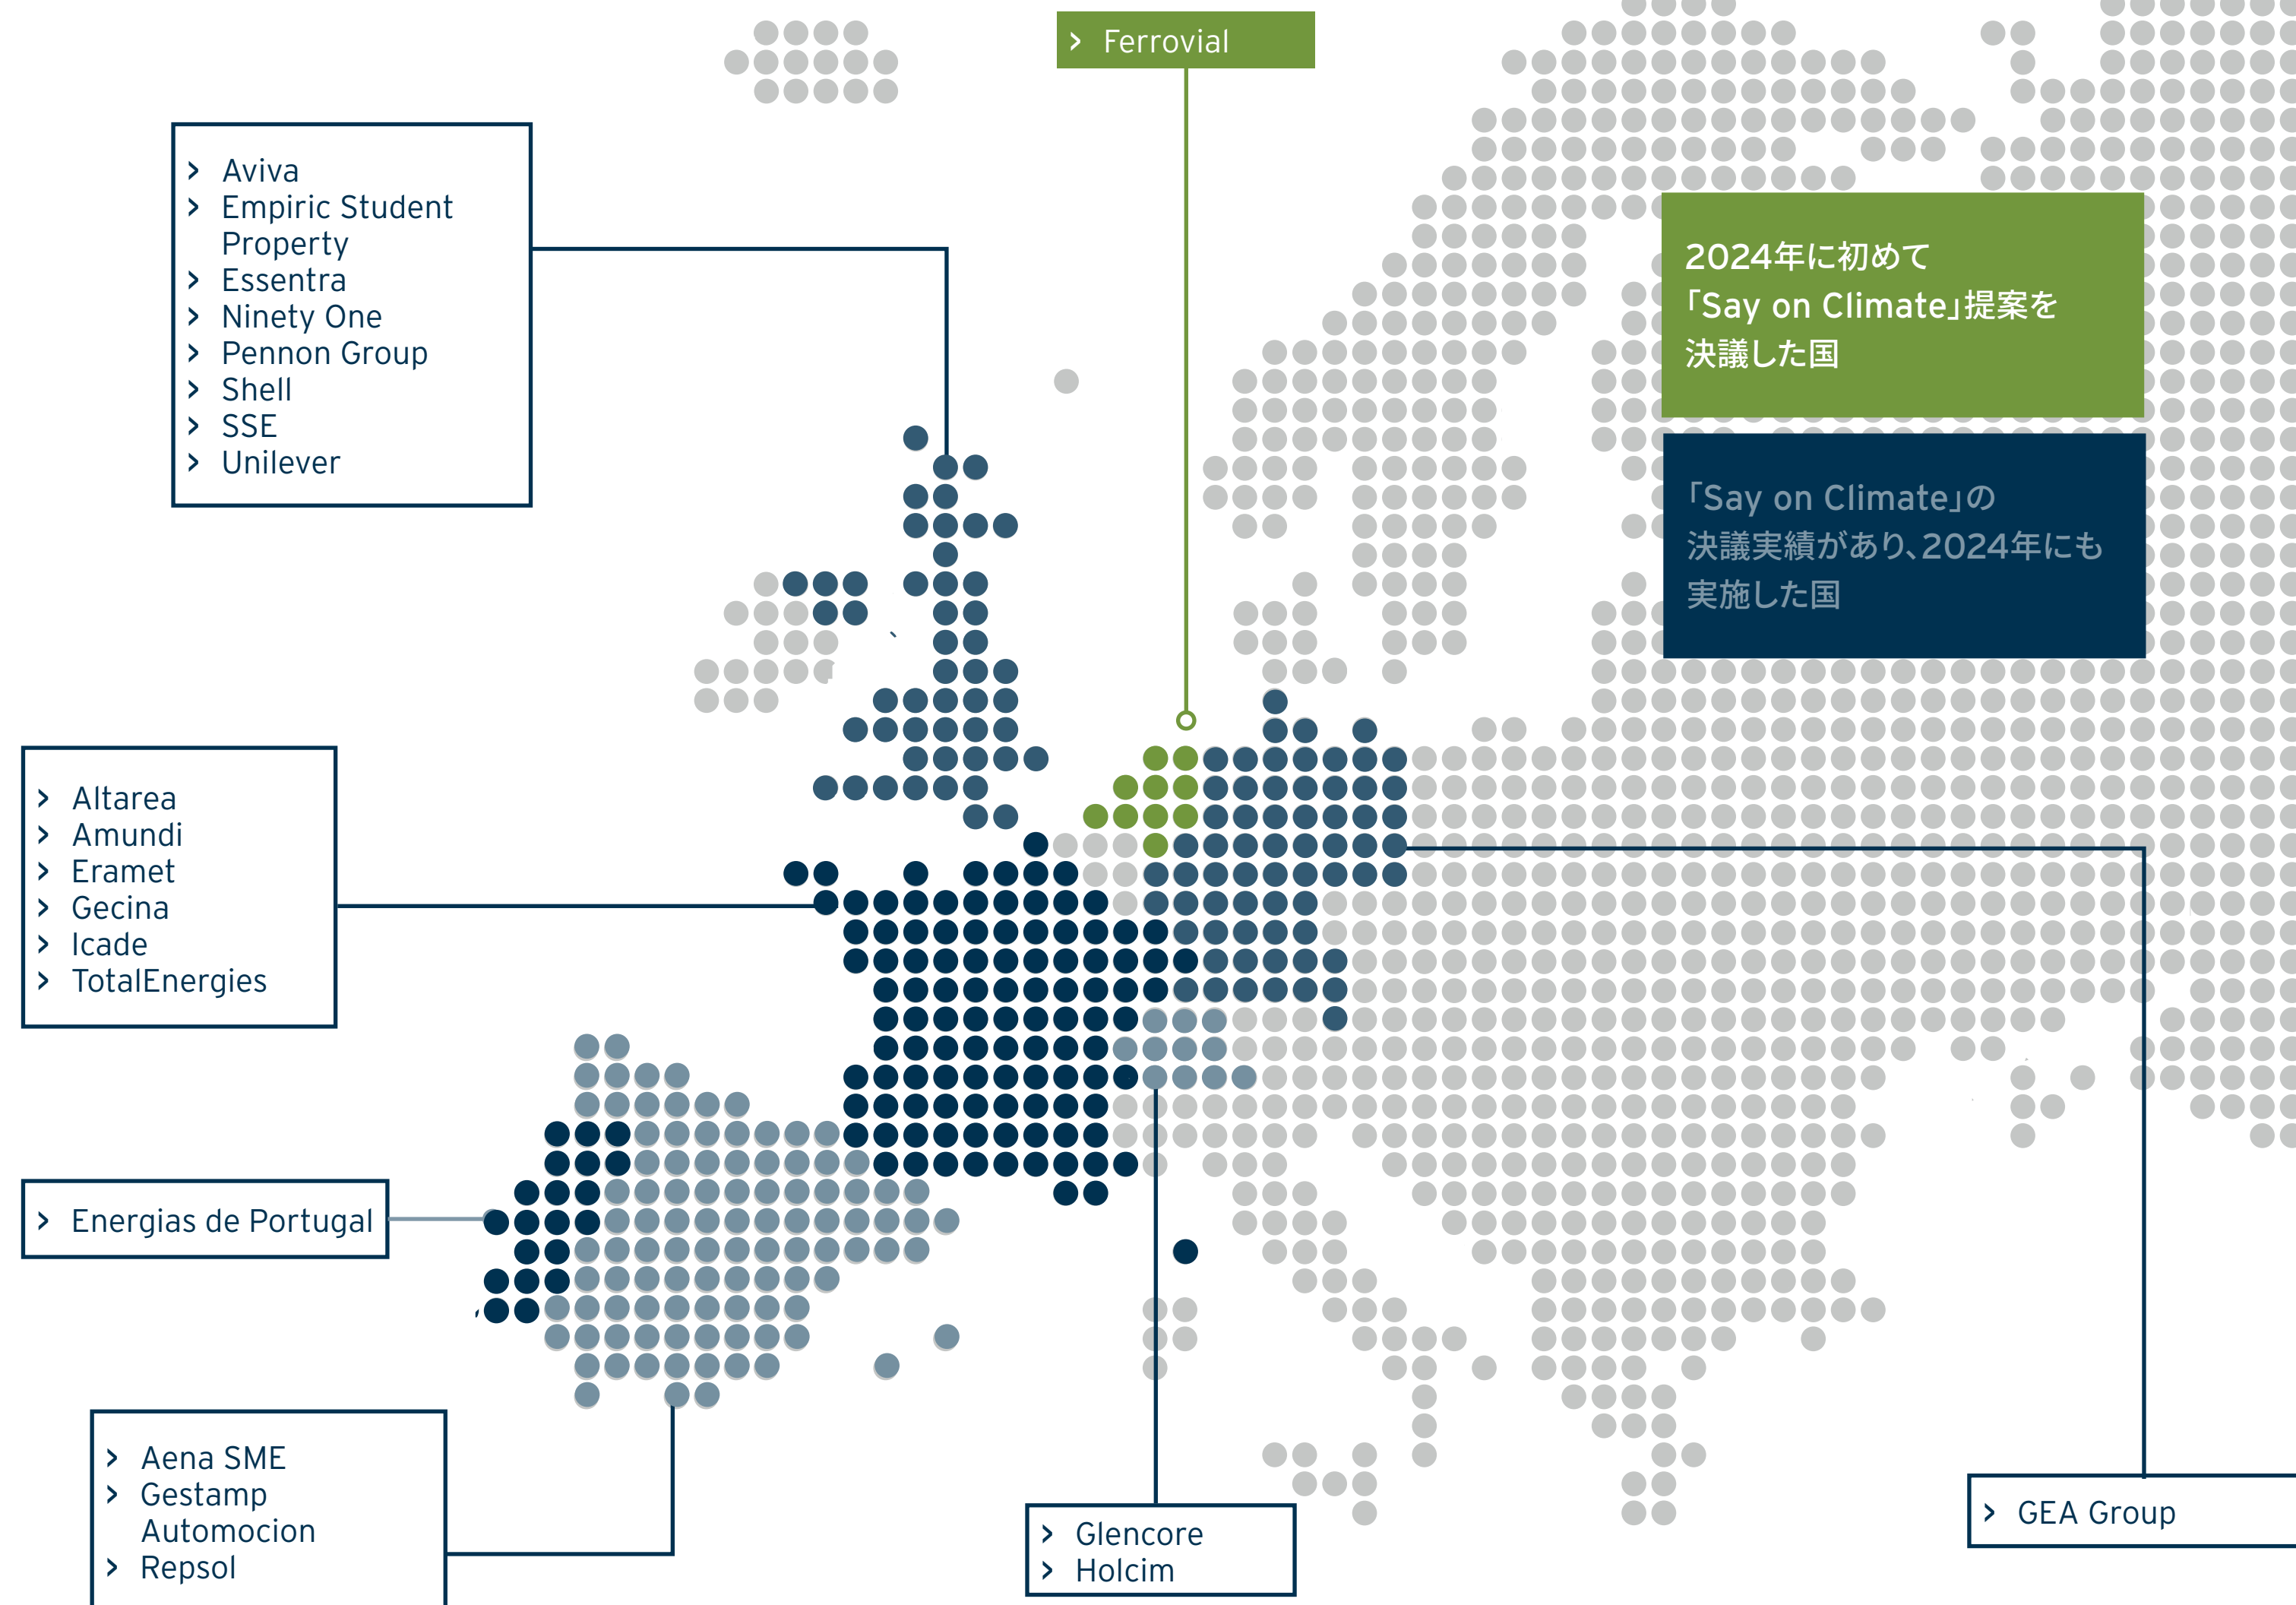 > Ferrovial
> Aviva
> Empiric Student
Property
> Essentra
> Ninety One
> Pennon Group
> Shell
> SSE
> Unilever
2024年に初めて
「Say on Climate」提案を
決議した国
「Say on Climate」の
決議実績があり、2024年にも
実施した国
> Altarea
> Amundi
> Eramet
> Gecina
> Icade
> TotalEnergies
> Energias de Portugal
> Aena SME
> Gestamp
Automocion
> Repsol
> Glencore
> Holcim
> GEA Group